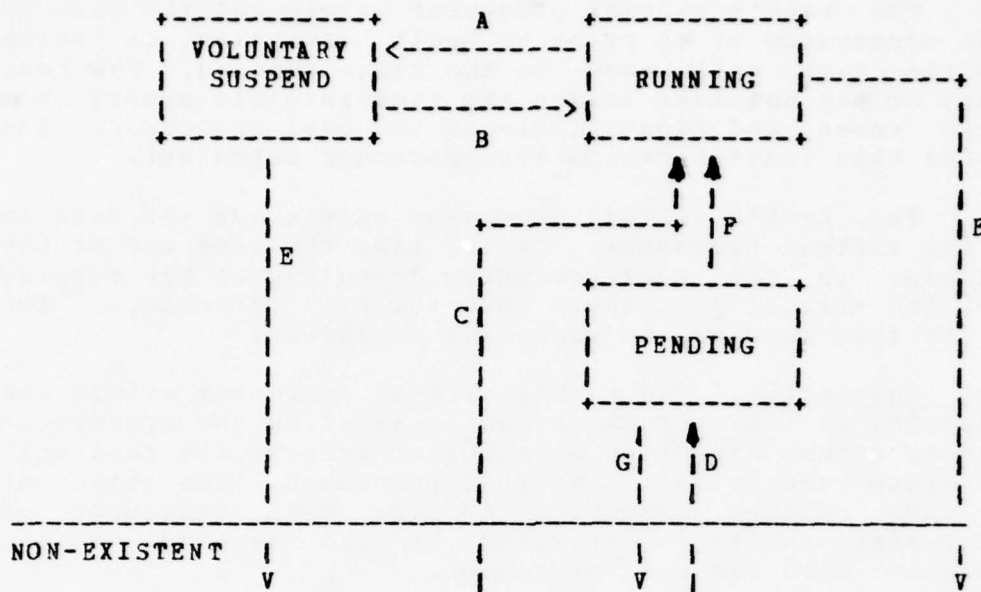 A
VOLUNTARY
SUSPEND RUNNING
B
E F E
C
PENDING
G D
NON-EXISTENT